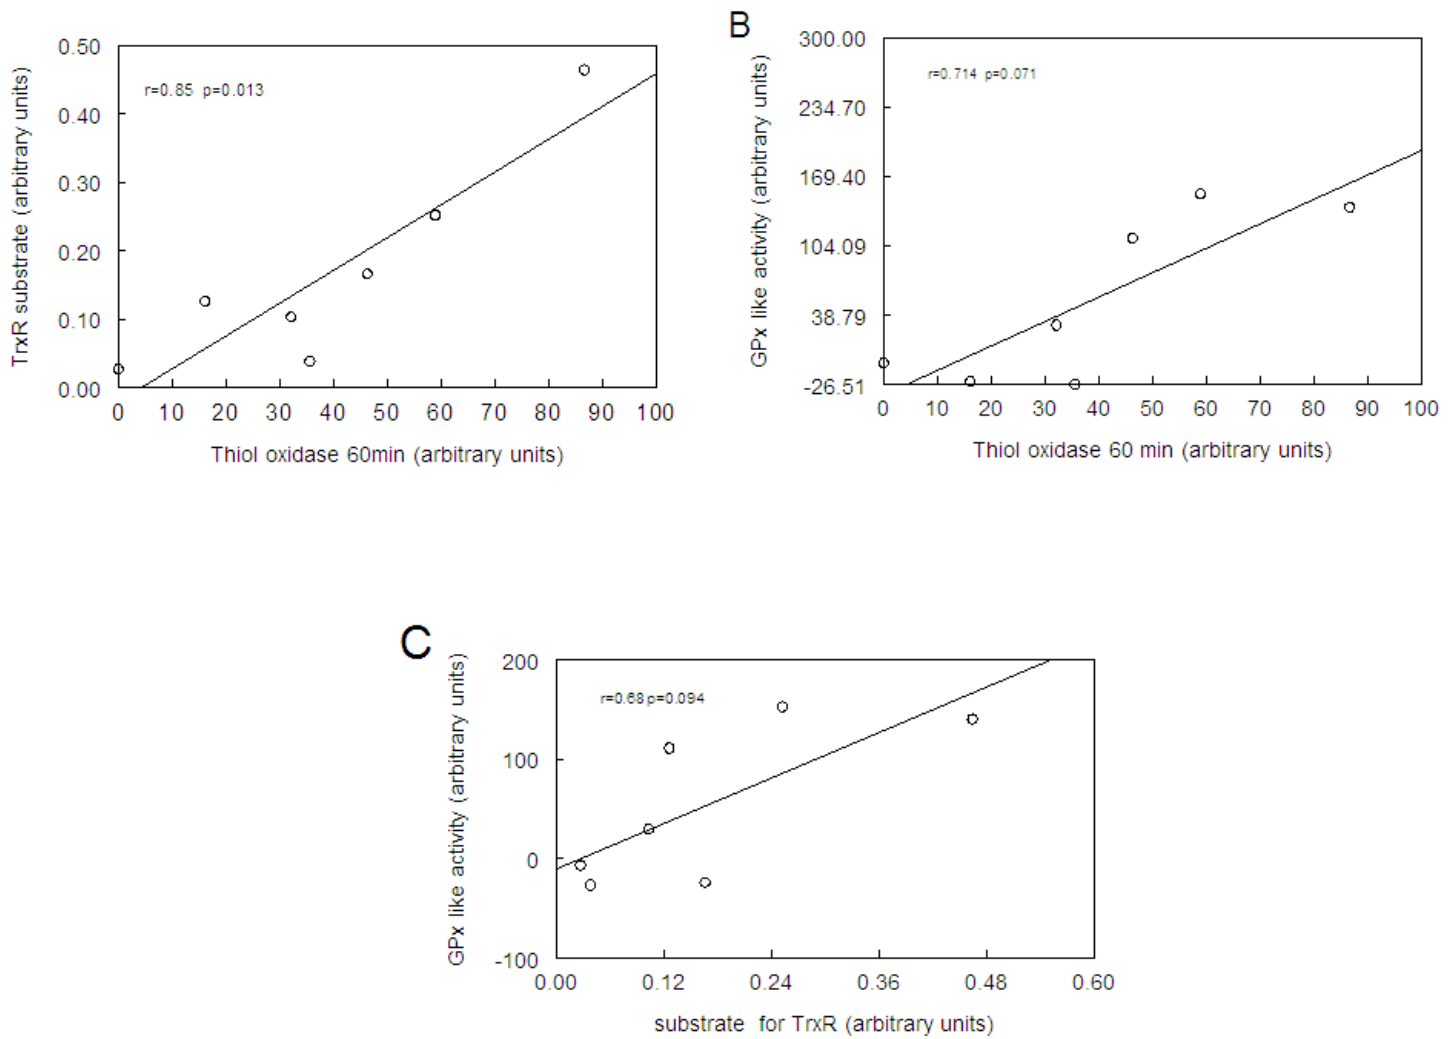 0.50
0.40
0.30
0.20
0.10
0.00
TrxR substrate (arbitrary units)
r=0.85 p=0.013
0 10 20 30 40 50 60 70 80 90 100
Thiol oxidase 60min (arbitrary units)
B
300.00
234.70
169.40
104.09
38.79
-26.51
GPx like activity (arbitrary units)
r=0.714 p=0.071
0 10 20 30 40 50 60 70 80 90 100
Thiol oxidase 60 min (arbitrary units)
C
200
100
0
-100
GPx like activity (arbitrary units)
r=0.68 p=0.094
0.00 0.12 0.24 0.36 0.48 0.60
substrate for TrxR (arbitrary units)